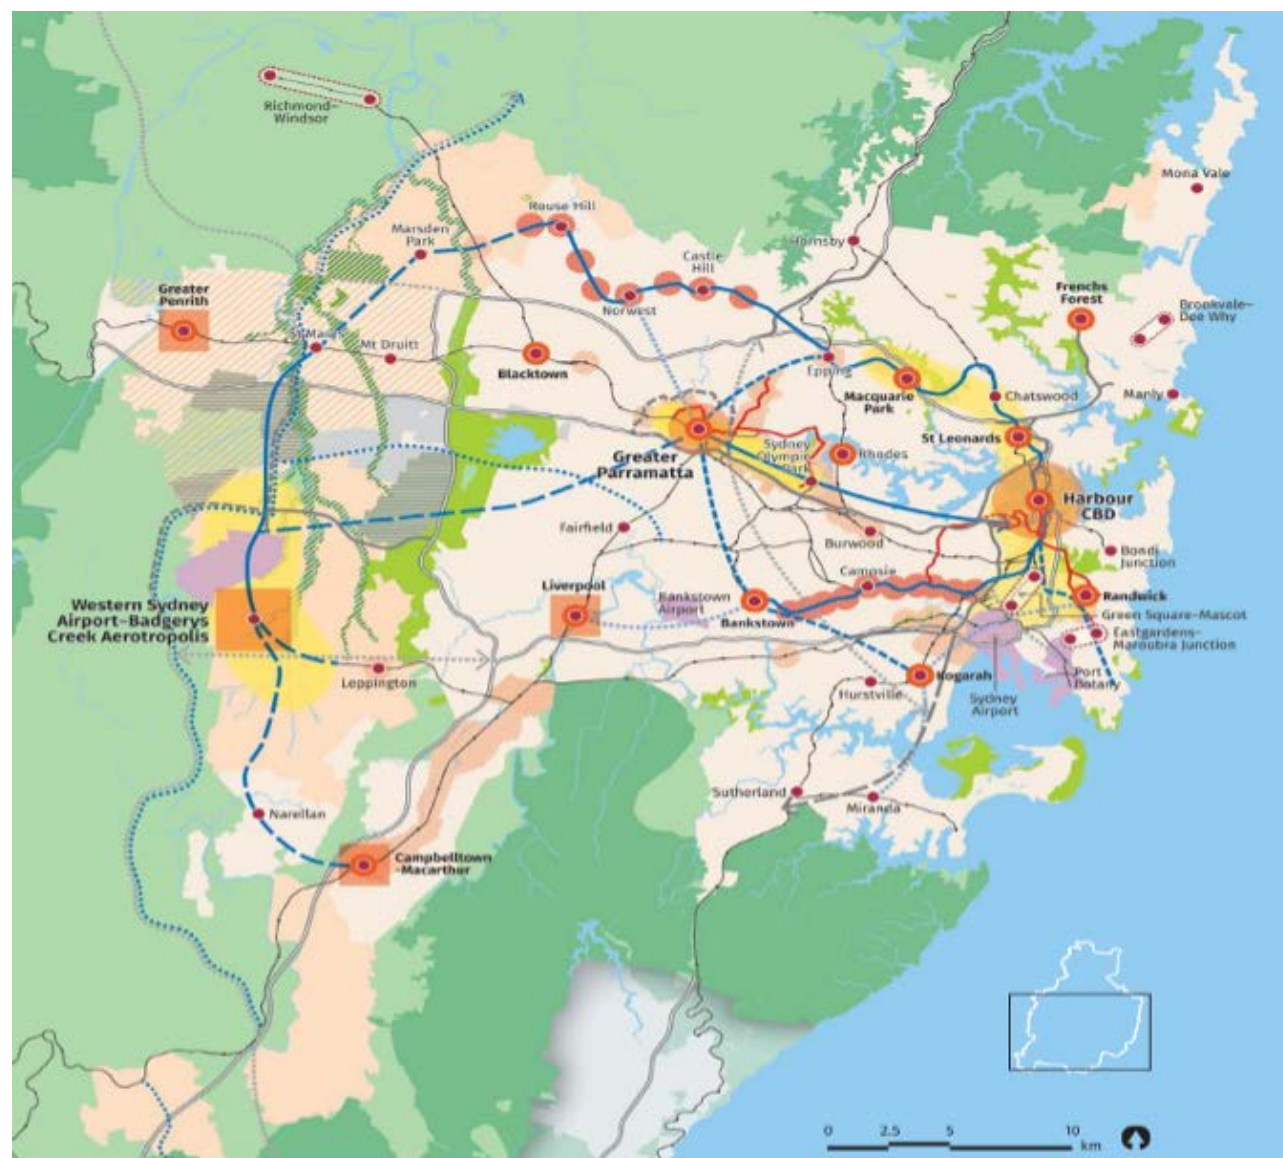 Richmond–
Windsor
Mona Vale
Rouse Hill
Marsden
Park
Hornsby
Castle
Hill
Greater
Penrith
Frenchs
Forest
Norwest
Brookvale–
Dee Why
St Marys
Mt Druitt
Blacktown
Epping
Macquarie
Park
Chatswood
Manly
St Leonards
Greater
Parramatta
Sydney
Olympic
Park
Rhodes
Harbour
CBD
Fairfield
Burwood
Bondi
Junction
Liverpool
Campsie
Western Sydney
Airport–Badgerys
Creek Aerotropolis
Bankstown
Airport
Bankstown
Randwick
Green Square–Mascot
Eastgardens–
Maroubra Junction
Leppington
Hurstville
Kogarah
Sydney
Airport
Port
Botany
Narellan
Sutherland
Miranda
Campbelltown
-Macarthur
0 2.5 5 10
km